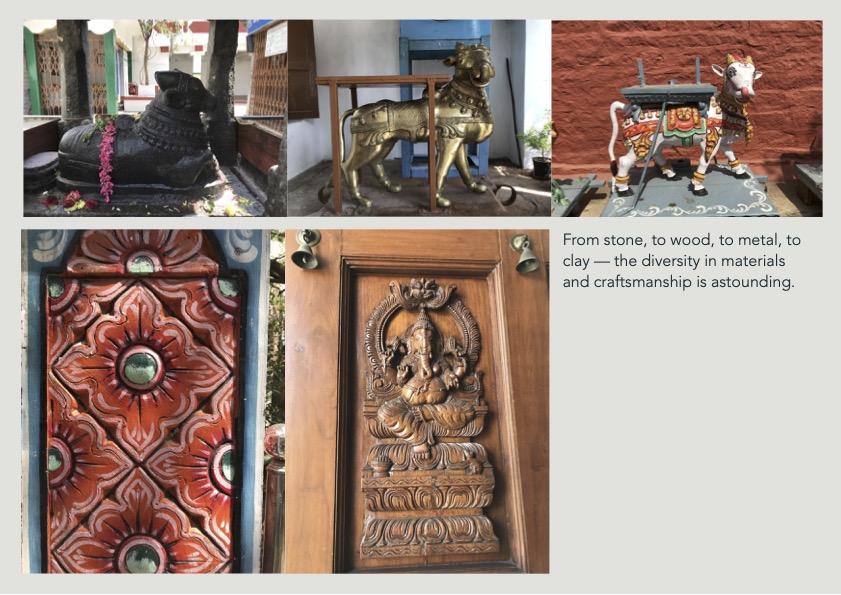 From stone, to wood, to metal, to
clay — the diversity in materials
and craftsmanship is astounding.